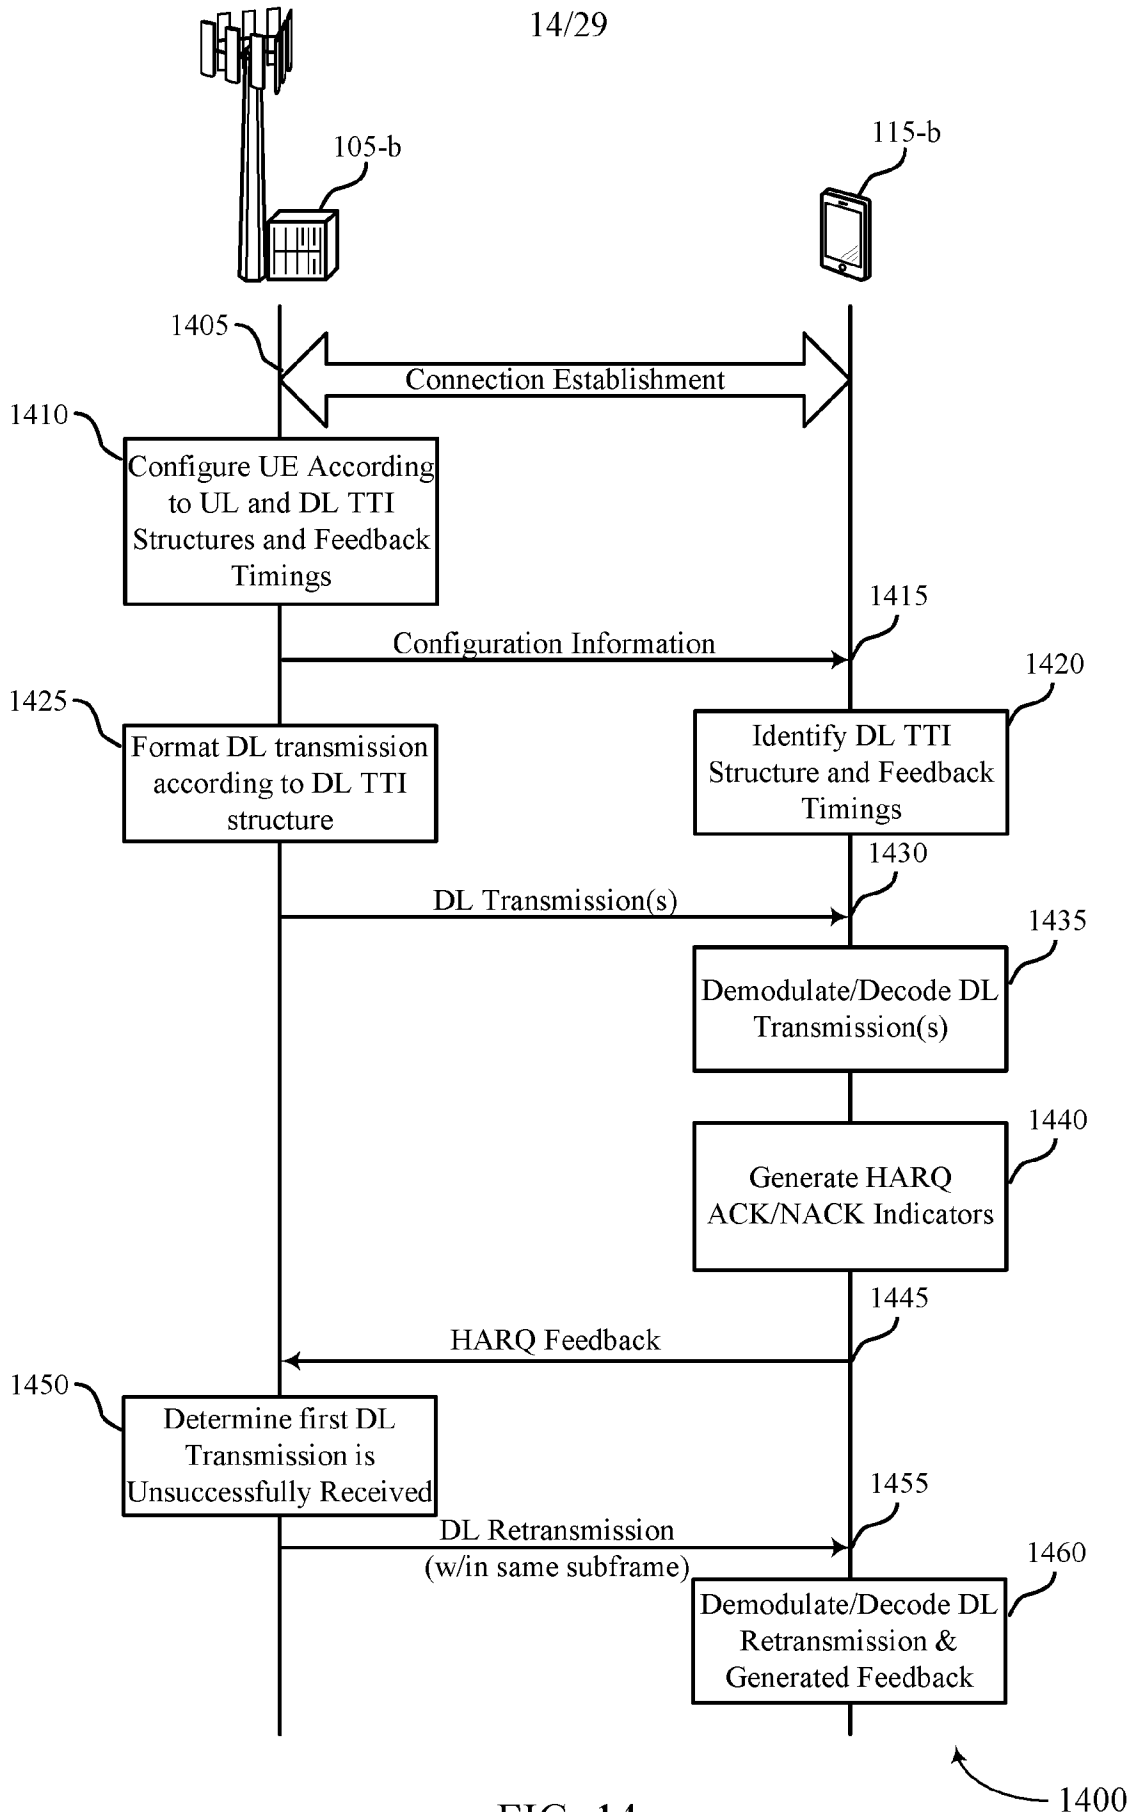 14/29
105-b
115-b
1405
Connection Establishment
1410
Configure UE According
to UL and DL TTI
Structures and Feedback
Timings
1415
Configuration Information
1420
1425
Format DL transmission
according to DL TTI
structure
Identify DL TTI
Structure and Feedback
Timings
1430
DL Transmission(s)
1435
Demodulate/Decode DL
Transmission(s)
1440
Generate HARQ
ACK/NACK Indicators
1445
HARQ Feedback
1450
Determine first DL
Transmission is
Unsuccessfully Received
1455
DL Retransmission
(w/in same subframe)
1460
Demodulate/Decode DL
Retransmission &
Generated Feedback
1400
FIG. 14